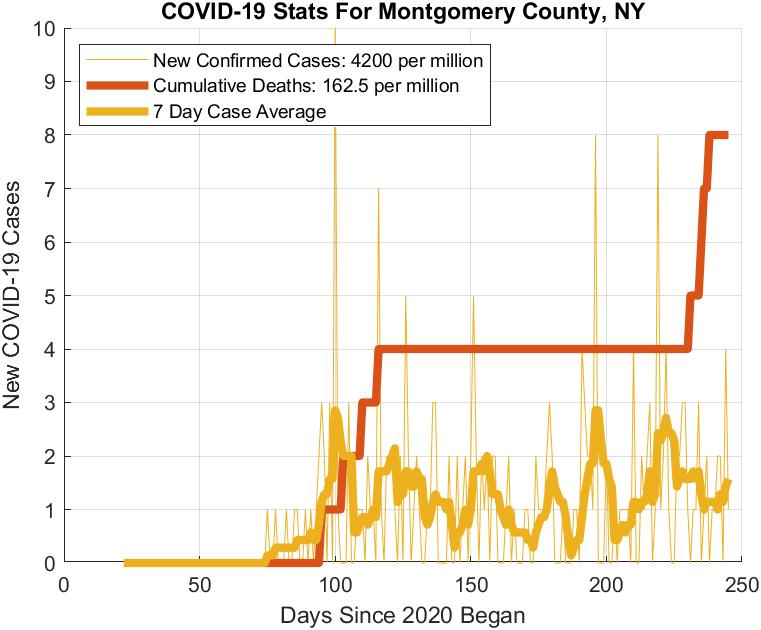 COVID-19 Stats For Montgomery County, NY
10
9
8
7
6
5
4
3
2
1
0
New COVID-19 Cases
New Confirmed Cases: 4200 per million
Cumulative Deaths: 162.5 per million
7 Day Case Average
0 50 100 150 200 250
Days Since 2020 Began